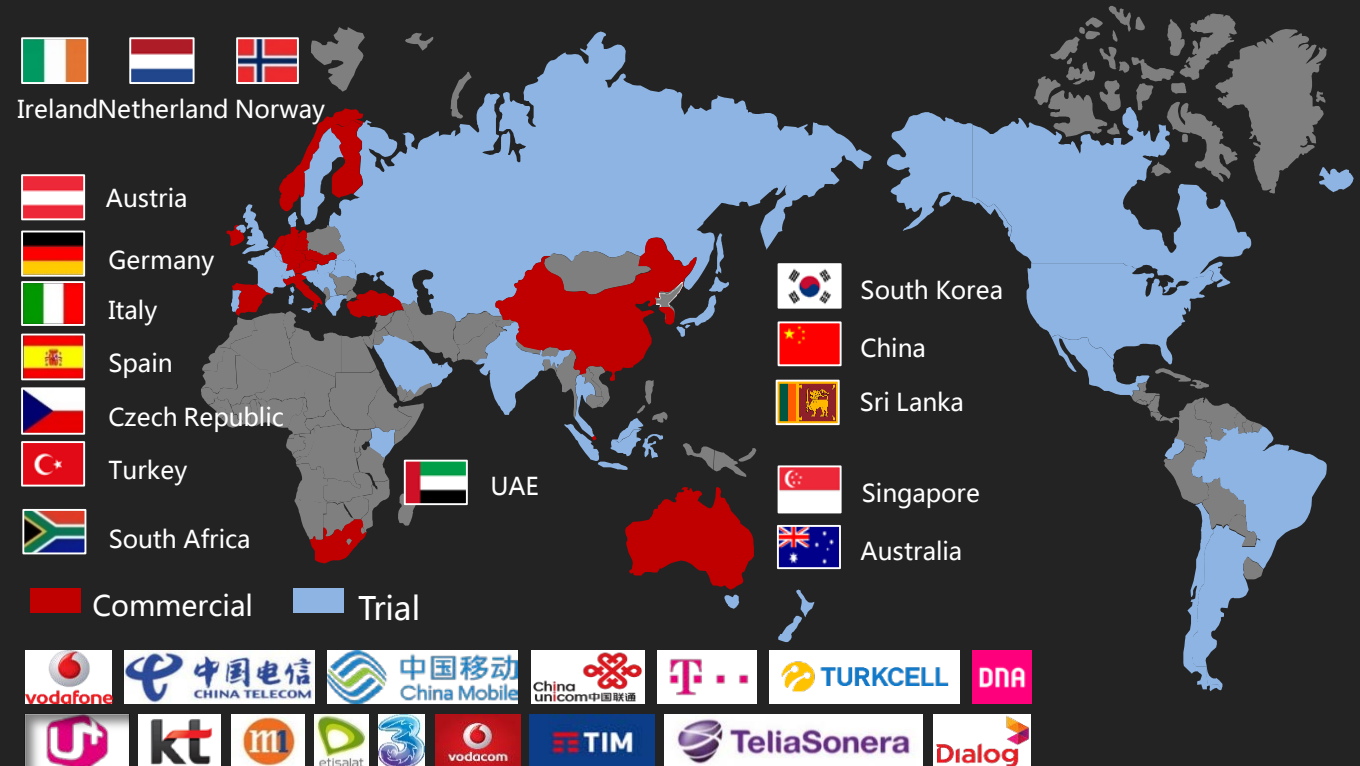 IrelandNetherland Norway
Austria
Germany
Italy
Spain
Czech Republic
Turkey
South Africa
UAE
South Korea
China
Sri Lanka
Singapore
Australia
Commercial
Trial
vodafone
中国电信
CHINA TELECOM
中国移动
China Mobile
China
unicom中国联通
T
TURKCELL
DNA
U+
kt
m1
etisalat
3
vodacom
TIM
TeliaSonera
Dialog